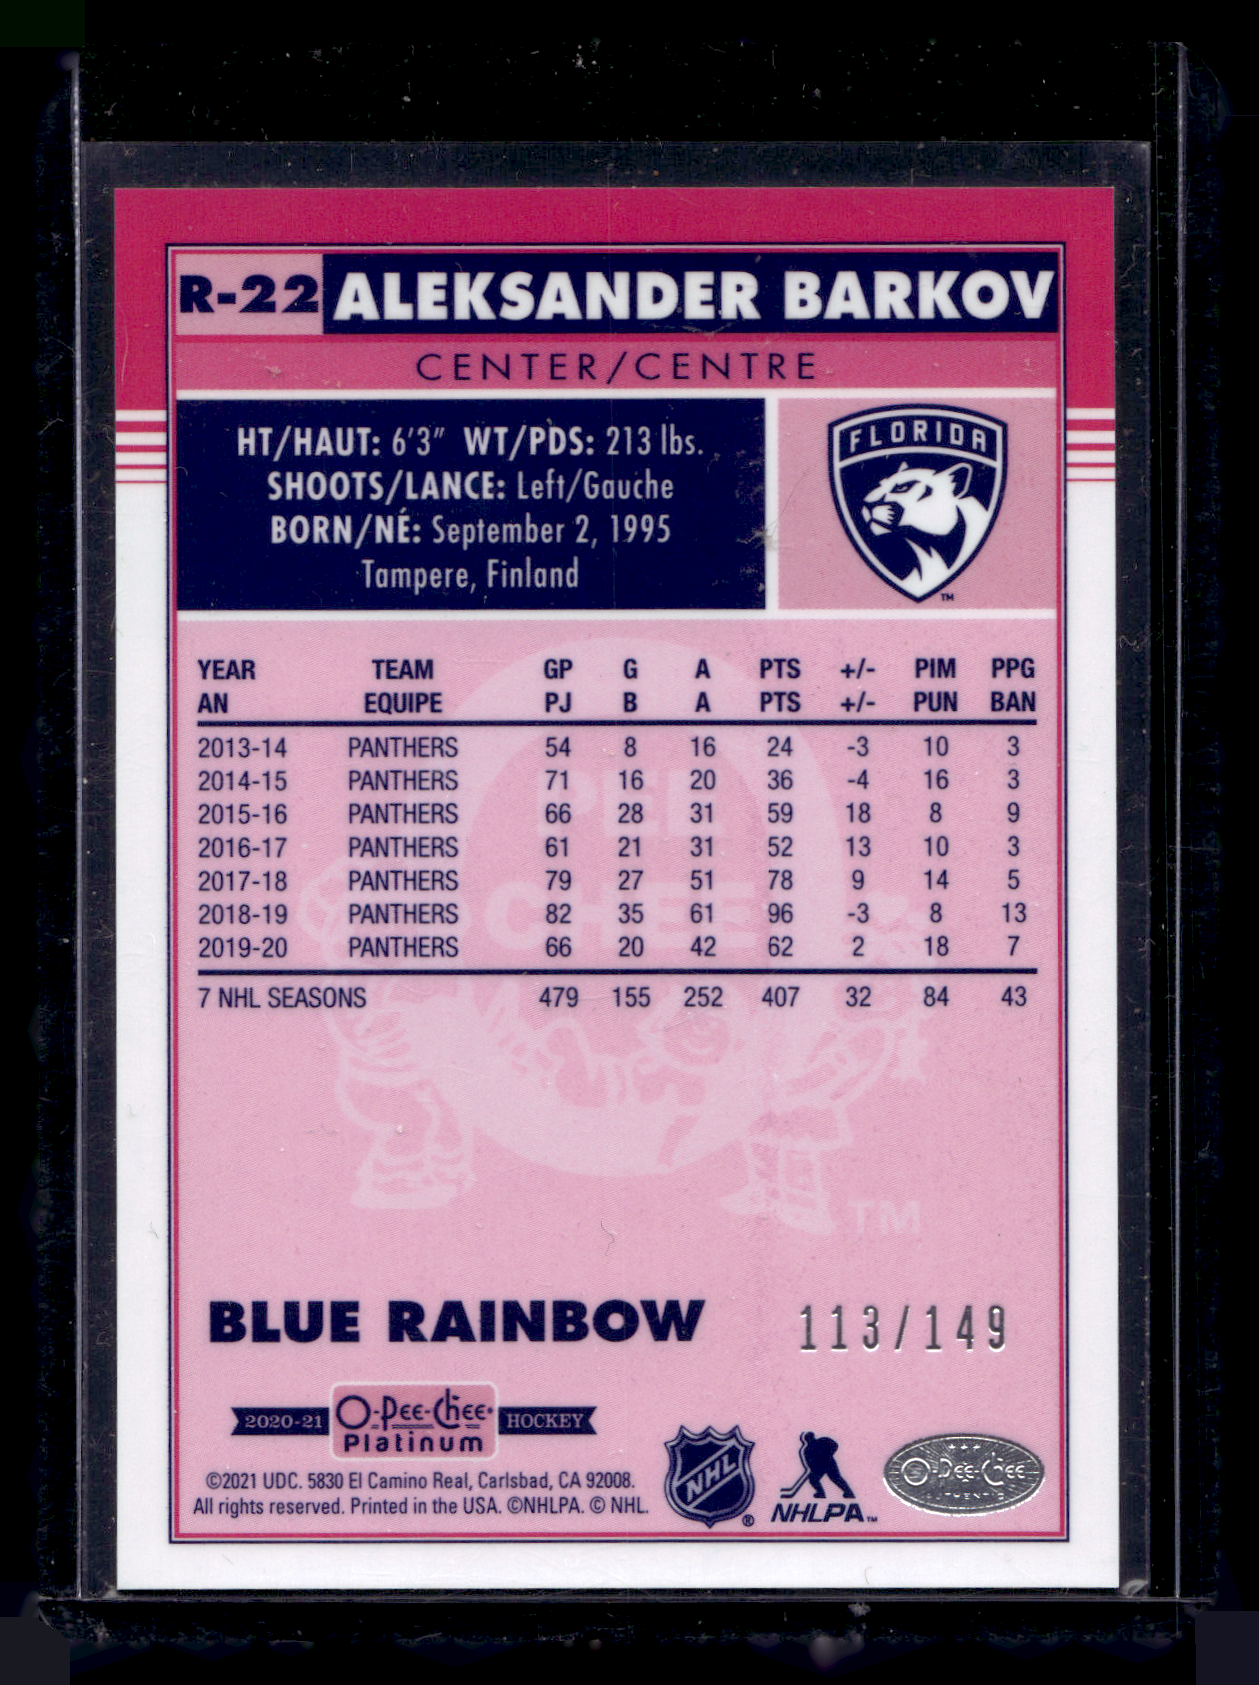 R-22 ALEKSANDER BARKOV
CENTER/CENTRE
HT/HAUT: 6'3" WT/PDS: 213 lbs.
SHOOTS/LANCE: Left/Gauche
BORN/NÉ: September 2, 1995
Tampere, Finland
FLORIDA
TM
YEAR TEAM GP G A PTS +/- PIM PPG
AN EQUIPE PJ B A PTS +/- PUN BAN
2013-14 PANTHERS 54 8 16 24 -3 10 3
2014-15 PANTHERS 71 16 20 36 -4 16 3
2015-16 PANTHERS 66 28 31 59 18 8 9
2016-17 PANTHERS 61 21 31 52 13 10 3
2017-18 PANTHERS 79 27 51 78 9 14 5
2018-19 PANTHERS 82 35 61 96 -3 8 13
2019-20 PANTHERS 66 20 42 62 2 18 7
7 NHL SEASONS 479 155 252 407 32 84 43
PEE
CHEE
TM
BLUE RAINBOW 113/149
2020-21 O-Pee-Chee HOCKEY
Platinum
©2021 UDC. 5830 El Camino Real, Carlsbad, CA 92008.
All rights reserved. Printed in the USA. ©NHLPA. © NHL.
NHL ®
NHLPA TM
O-Pee-Chee